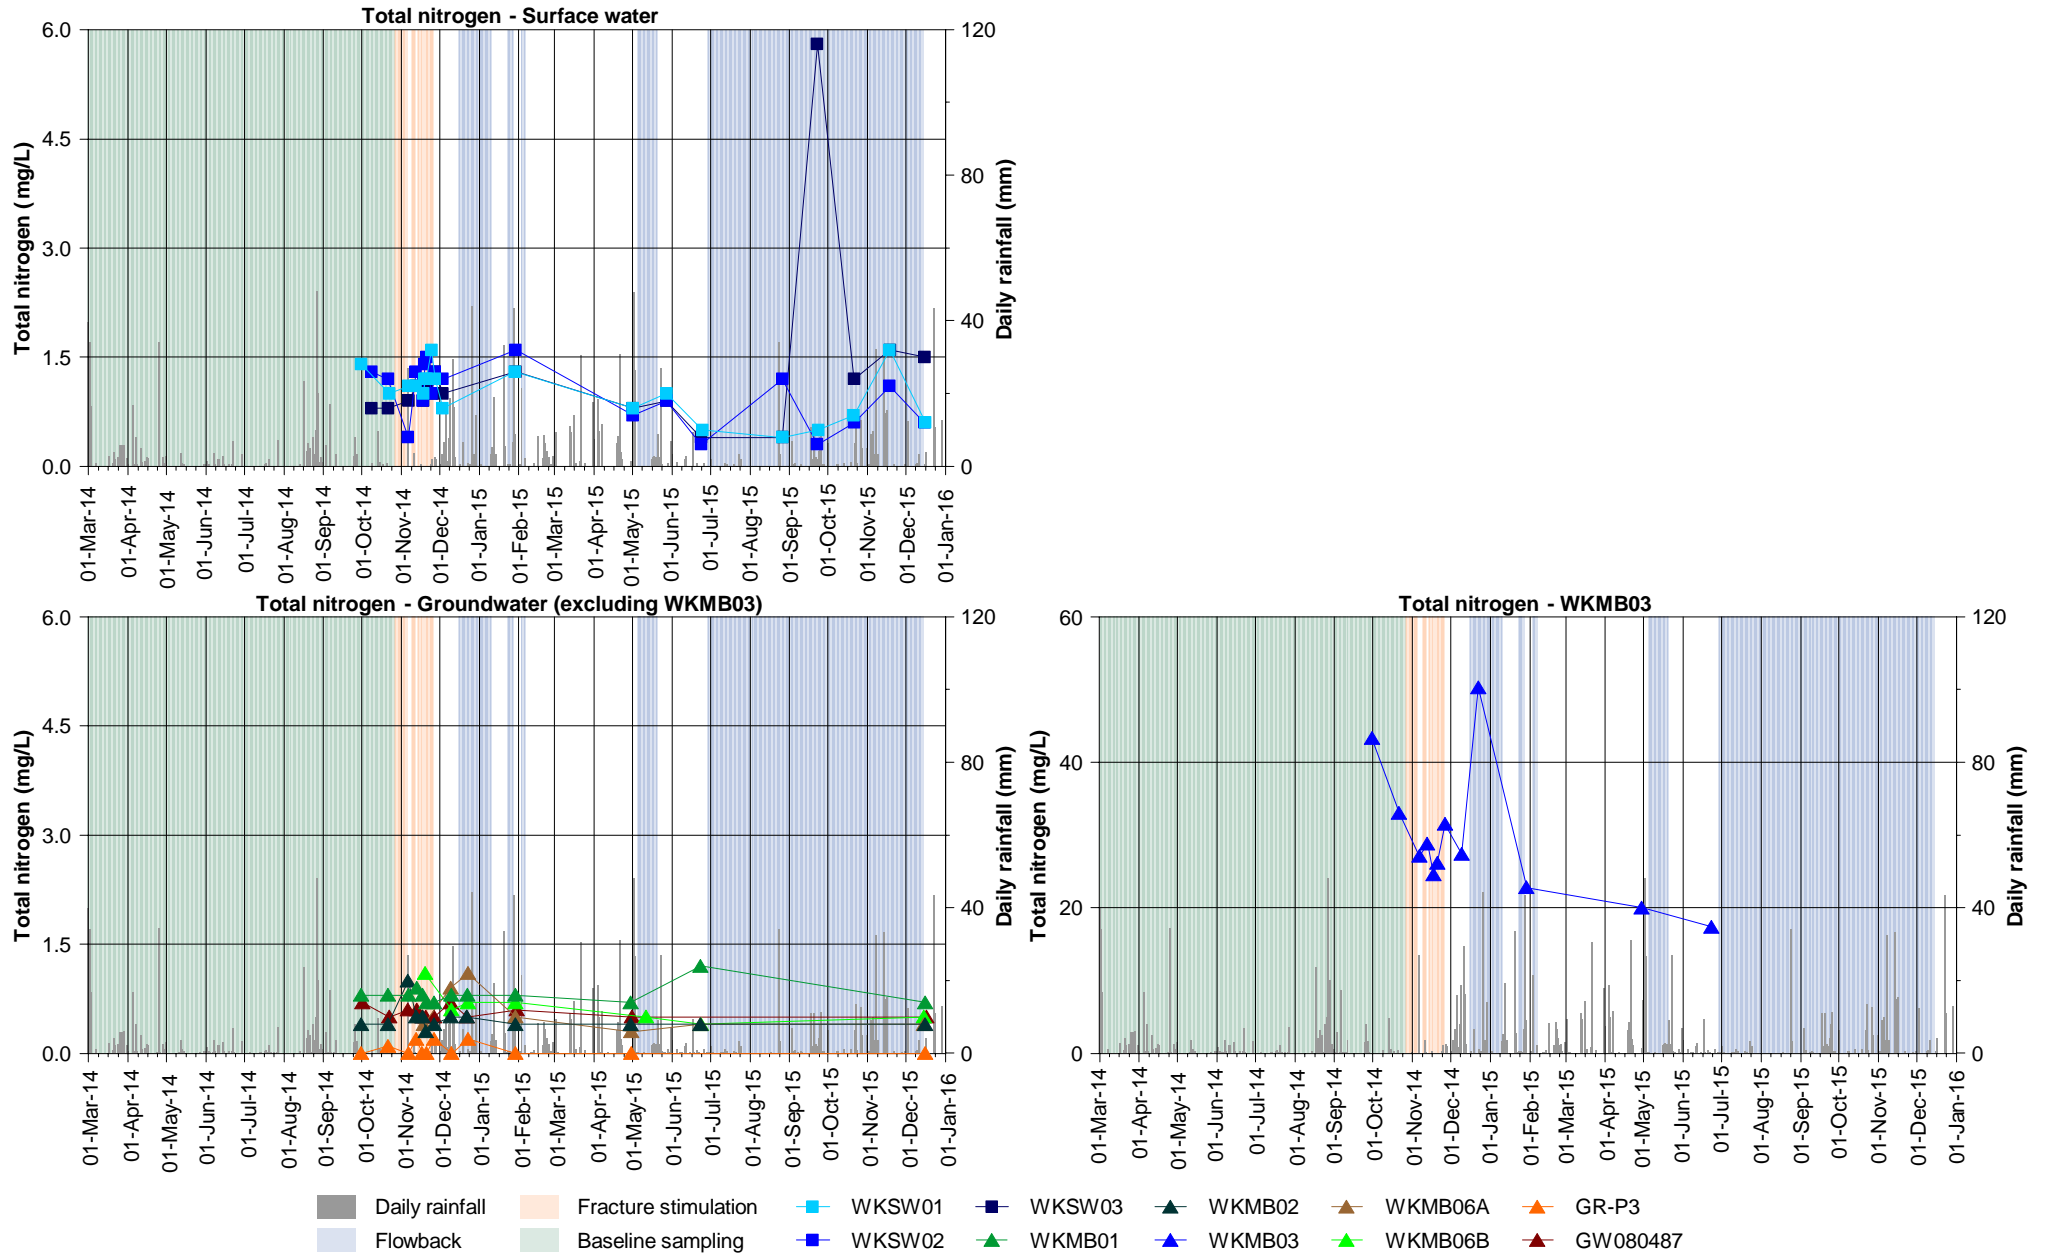 Total nitrogen - Surface water
Total nitrogen (mg/L)
6.0
4.5
3.0
1.5
0.0
120
80
40
0
Daily rainfall (mm)
01-Mar-14
01-Apr-14
01-May-14
01-Jun-14
01-Jul-14
01-Aug-14
01-Sep-14
01-Oct-14
01-Nov-14
01-Dec-14
01-Jan-15
01-Feb-15
01-Mar-15
01-Apr-15
01-May-15
01-Jun-15
01-Jul-15
01-Aug-15
01-Sep-15
01-Oct-15
01-Nov-15
01-Dec-15
01-Jan-16
Total nitrogen - Groundwater (excluding WKMB03)
Total nitrogen (mg/L)
6.0
4.5
3.0
1.5
0.0
120
80
40
0
Daily rainfall (mm)
01-Mar-14
01-Apr-14
01-May-14
01-Jun-14
01-Jul-14
01-Aug-14
01-Sep-14
01-Oct-14
01-Nov-14
01-Dec-14
01-Jan-15
01-Feb-15
01-Mar-15
01-Apr-15
01-May-15
01-Jun-15
01-Jul-15
01-Aug-15
01-Sep-15
01-Oct-15
01-Nov-15
01-Dec-15
01-Jan-16
Total nitrogen - WKMB03
Total nitrogen (mg/L)
60
40
20
0
120
80
40
0
Daily rainfall (mm)
01-Mar-14
01-Apr-14
01-May-14
01-Jun-14
01-Jul-14
01-Aug-14
01-Sep-14
01-Oct-14
01-Nov-14
01-Dec-14
01-Jan-15
01-Feb-15
01-Mar-15
01-Apr-15
01-May-15
01-Jun-15
01-Jul-15
01-Aug-15
01-Sep-15
01-Oct-15
01-Nov-15
01-Dec-15
01-Jan-16
Daily rainfall
Fracture stimulation
WKSW01
WKSW03
WKMB02
WKMB06A
GR-P3
Flowback
Baseline sampling
WKSW02
WKMB01
WKMB03
WKMB06B
GW080487